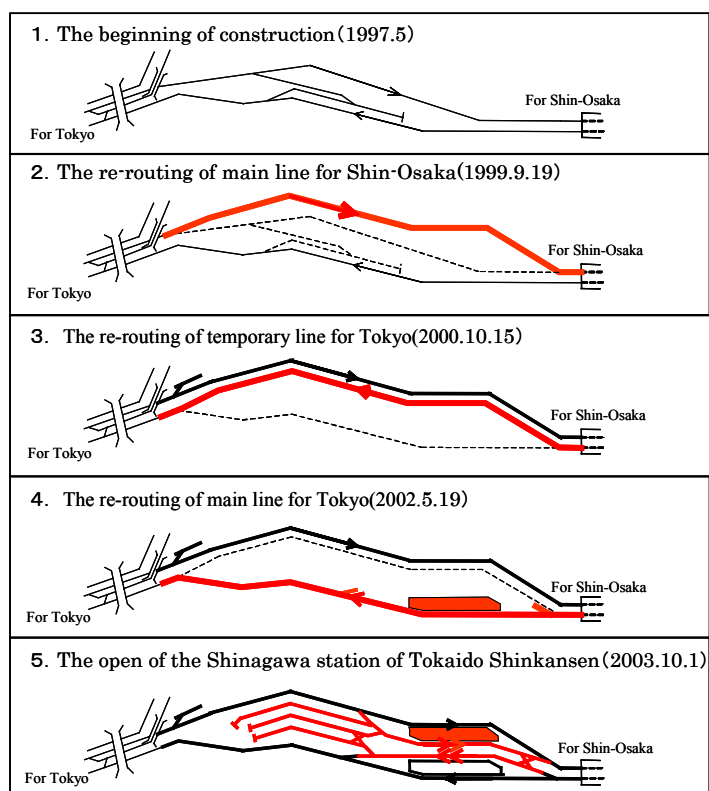 1. The beginning of construction(1997.5)
For Shin-Osaka
For Tokyo
2. The re-routing of main line for Shin-Osaka(1999.9.19)
For Shin-Osaka
For Tokyo
3. The re-routing of temporary line for Tokyo(2000.10.15)
For Shin-Osaka
For Tokyo
4. The re-routing of main line for Tokyo(2002.5.19)
For Shin-Osaka
For Tokyo
5. The open of the Shinagawa station of Tokaido Shinkansen(2003.10.1)
For Shin-Osaka
For Tokyo